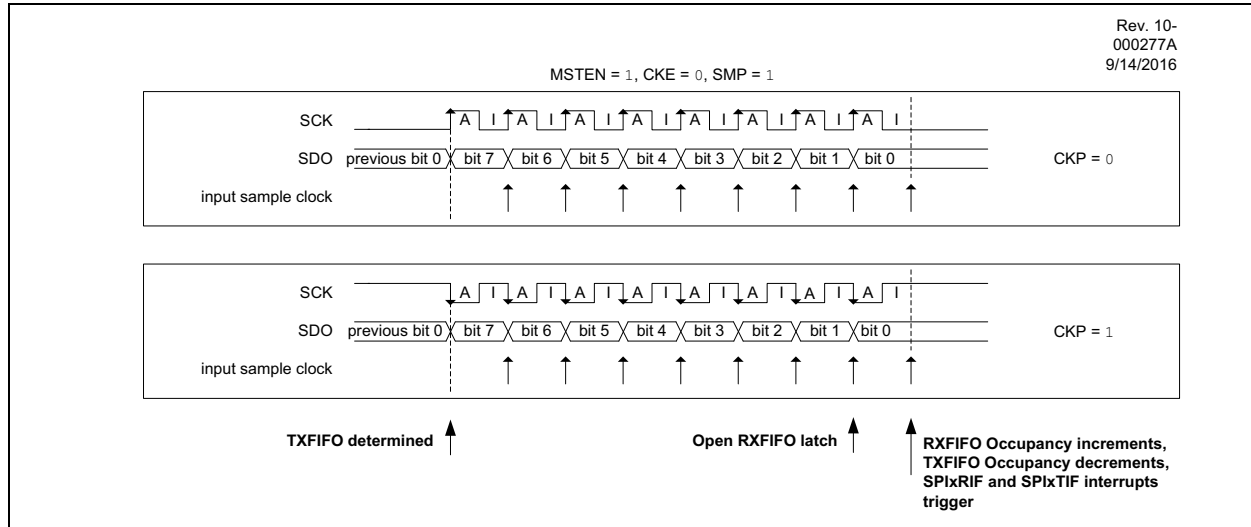 Rev. 10-
000277A
9/14/2016
MSTEN = 1, CKE = 0, SMP = 1
SCK A I A I A I A I A I A I A I A I
SDO previous bit 0 bit 7 bit 6 bit 5 bit 4 bit 3 bit 2 bit 1 bit 0 CKP = 0
input sample clock
SCK A I A I A I A I A I A I A I A I
SDO previous bit 0 bit 7 bit 6 bit 5 bit 4 bit 3 bit 2 bit 1 bit 0 CKP = 1
input sample clock
TXFIFO determined Open RXFIFO latch RXFIFO Occupancy increments,
TXFIFO Occupancy decrements,
SPIxRIF and SPIxTIF interrupts
trigger